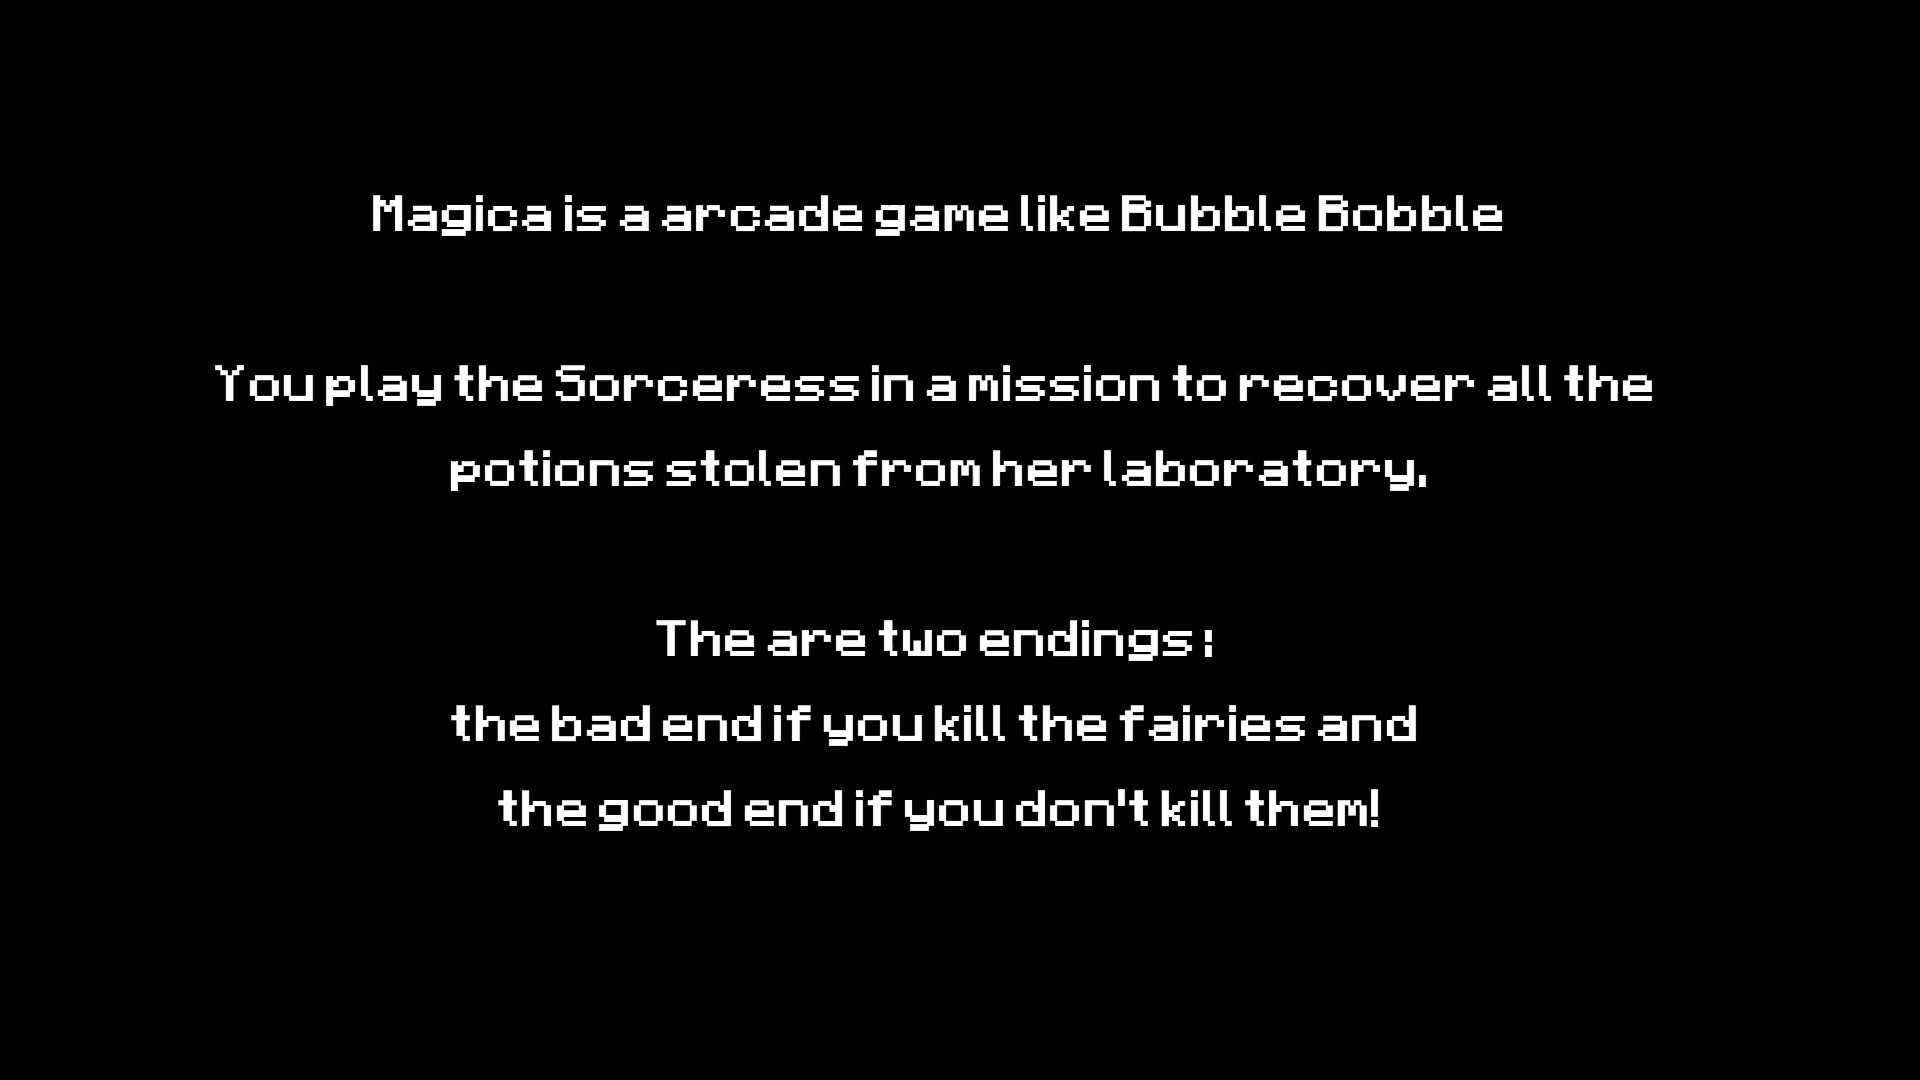 Magica is a arcade game like Bubble Bobble
You play the Sorceress in a mission to recover all the
potions stolen from her laboratory.
The are two endings :
the bad end if you kill the fairies and
the good end if you don't kill them!